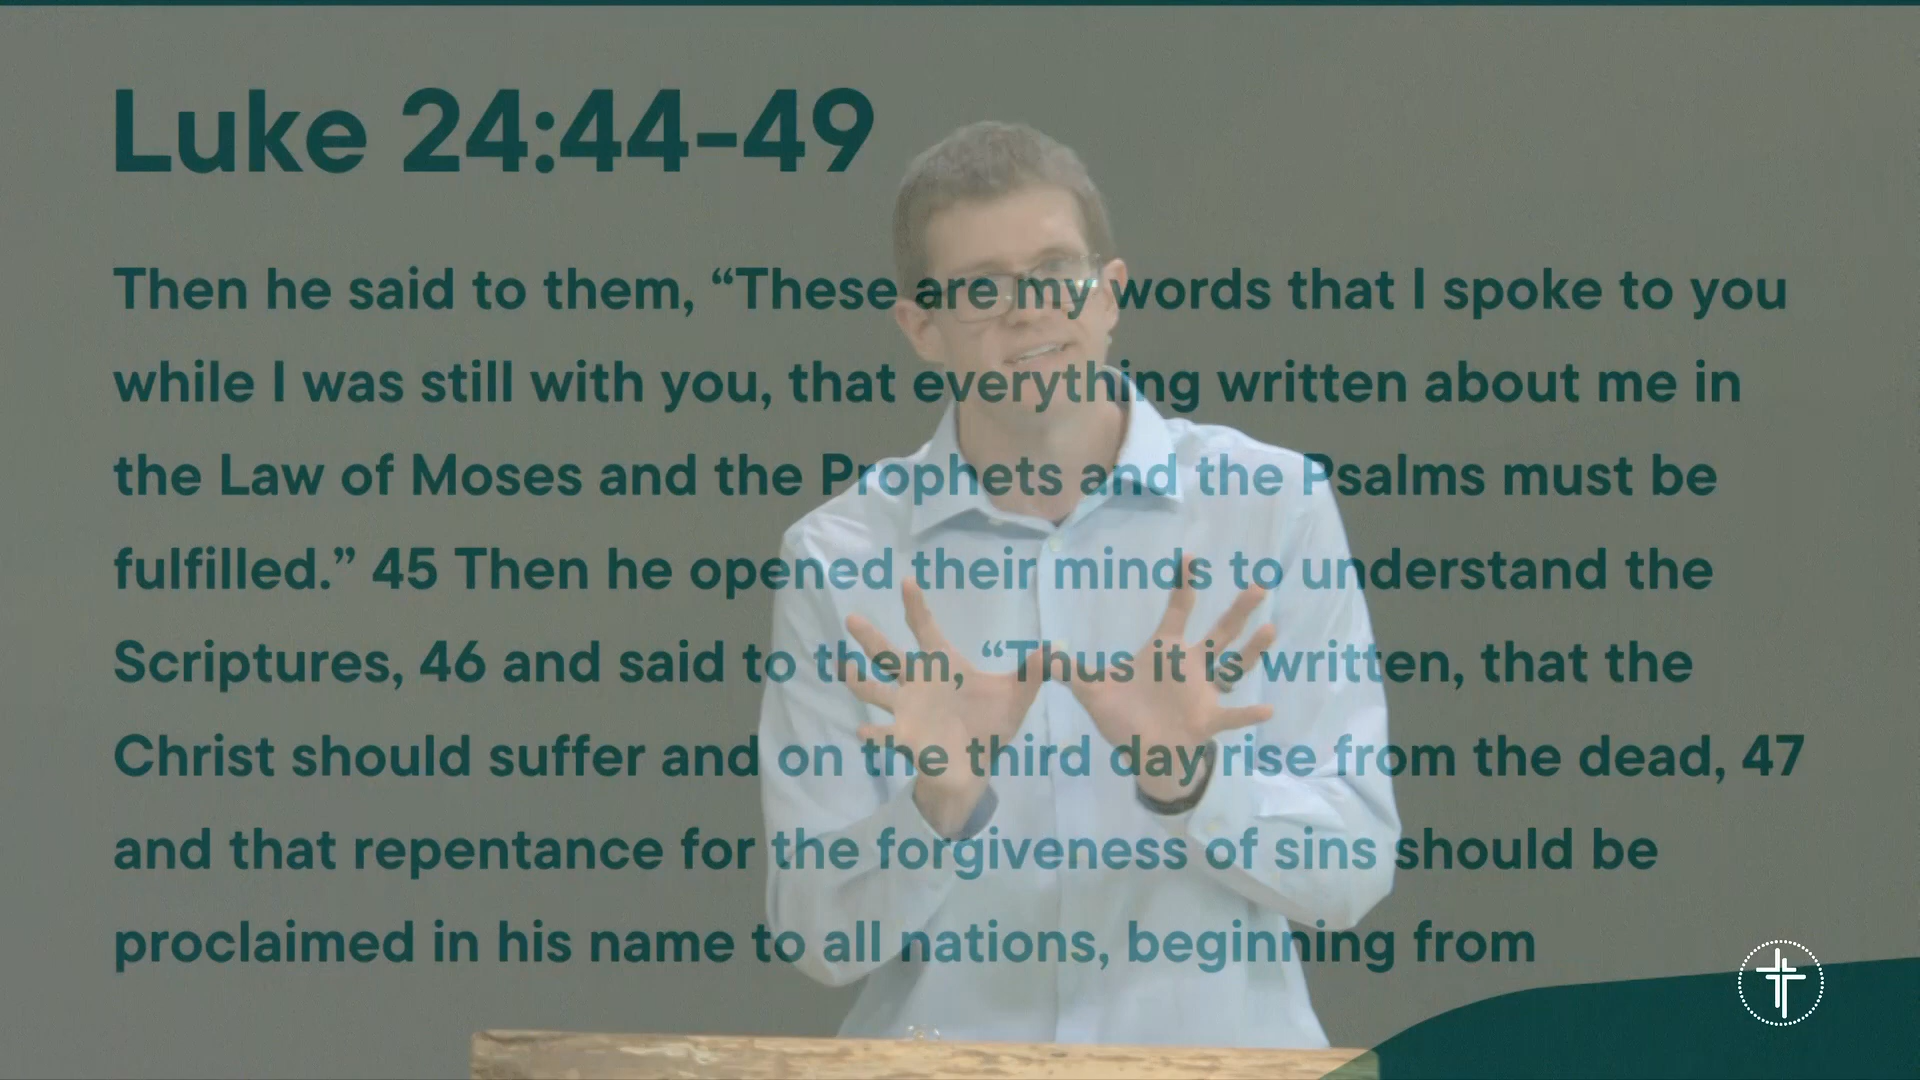 Luke 24:44-49
Then he said to them, “These are my words that I spoke to you
while I was still with you, that everything written about me in
the Law of Moses and the Prophets and the Psalms must be
fulfilled.” 45 Then he opened their minds to understand the
Scriptures, 46 and said to them, “Thus it is written, that the
Christ should suffer and on the third day rise from the dead, 47
and that repentance for the forgiveness of sins should be
proclaimed in his name to all nations, beginning from